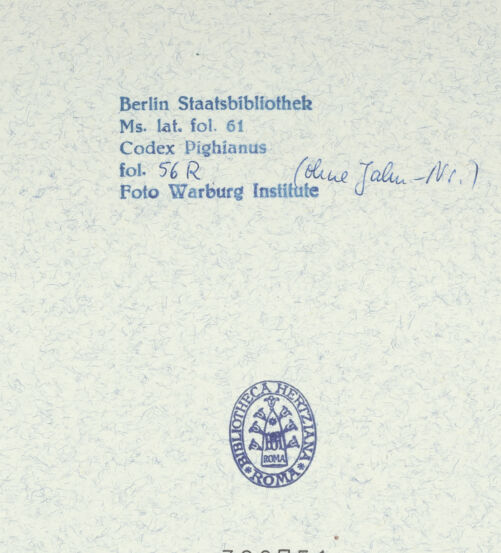 Berlin Staatsbibliothek
Ms. lat. fol. 61
Codex Pighianus
fol. 56 R (ohne Jahn-Nr.)
Foto Warburg Institute
BIBLIOTHECA HERTZIANA
ROMA
ROMA